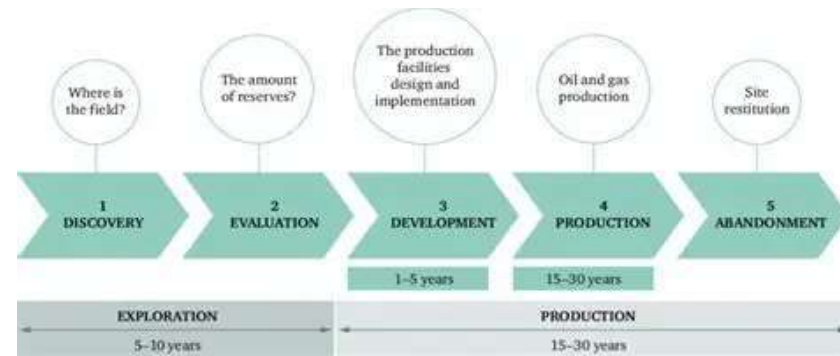 Where is
the field?
The amount
of reserves?
The production
facilities
design and
implementation
Oil and gas
production
Site
restitution
1
DISCOVERY
2
EVALUATION
3
DEVELOPMENT
4
PRODUCTION
5
ABANDONMENT
1–5 years
15–30 years
EXPLORATION
5–10 years
PRODUCTION
15–30 years